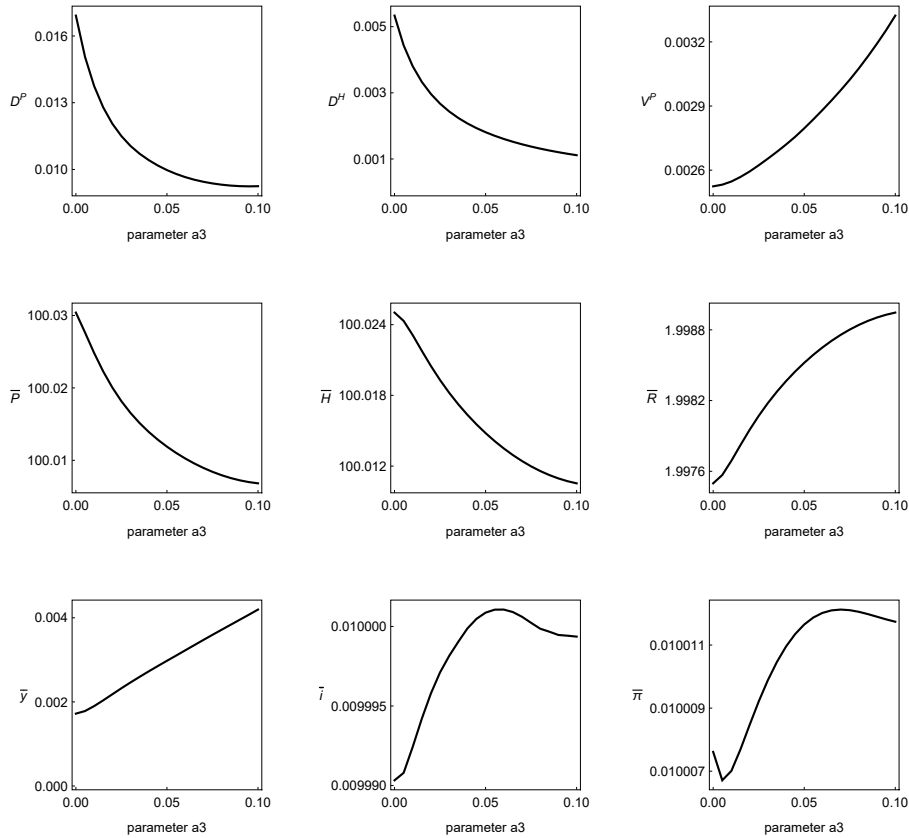 0.016
0.013
0.010
D^P
0.00 0.05 0.10
parameter a3
0.005
0.003
0.001
D^H
0.00 0.05 0.10
parameter a3
0.0032
0.0029
0.0026
V^P
0.00 0.05 0.10
parameter a3
100.03
100.02
100.01
P̅
0.00 0.05 0.10
parameter a3
100.024
100.018
100.012
H̅
0.00 0.05 0.10
parameter a3
1.9988
1.9982
1.9976
R̅
0.00 0.05 0.10
parameter a3
0.004
0.002
0.000
y̅
0.00 0.05 0.10
parameter a3
0.010000
0.009995
0.009990
i̅
0.00 0.05 0.10
parameter a3
0.010011
0.010009
0.010007
π̅
0.00 0.05 0.10
parameter a3